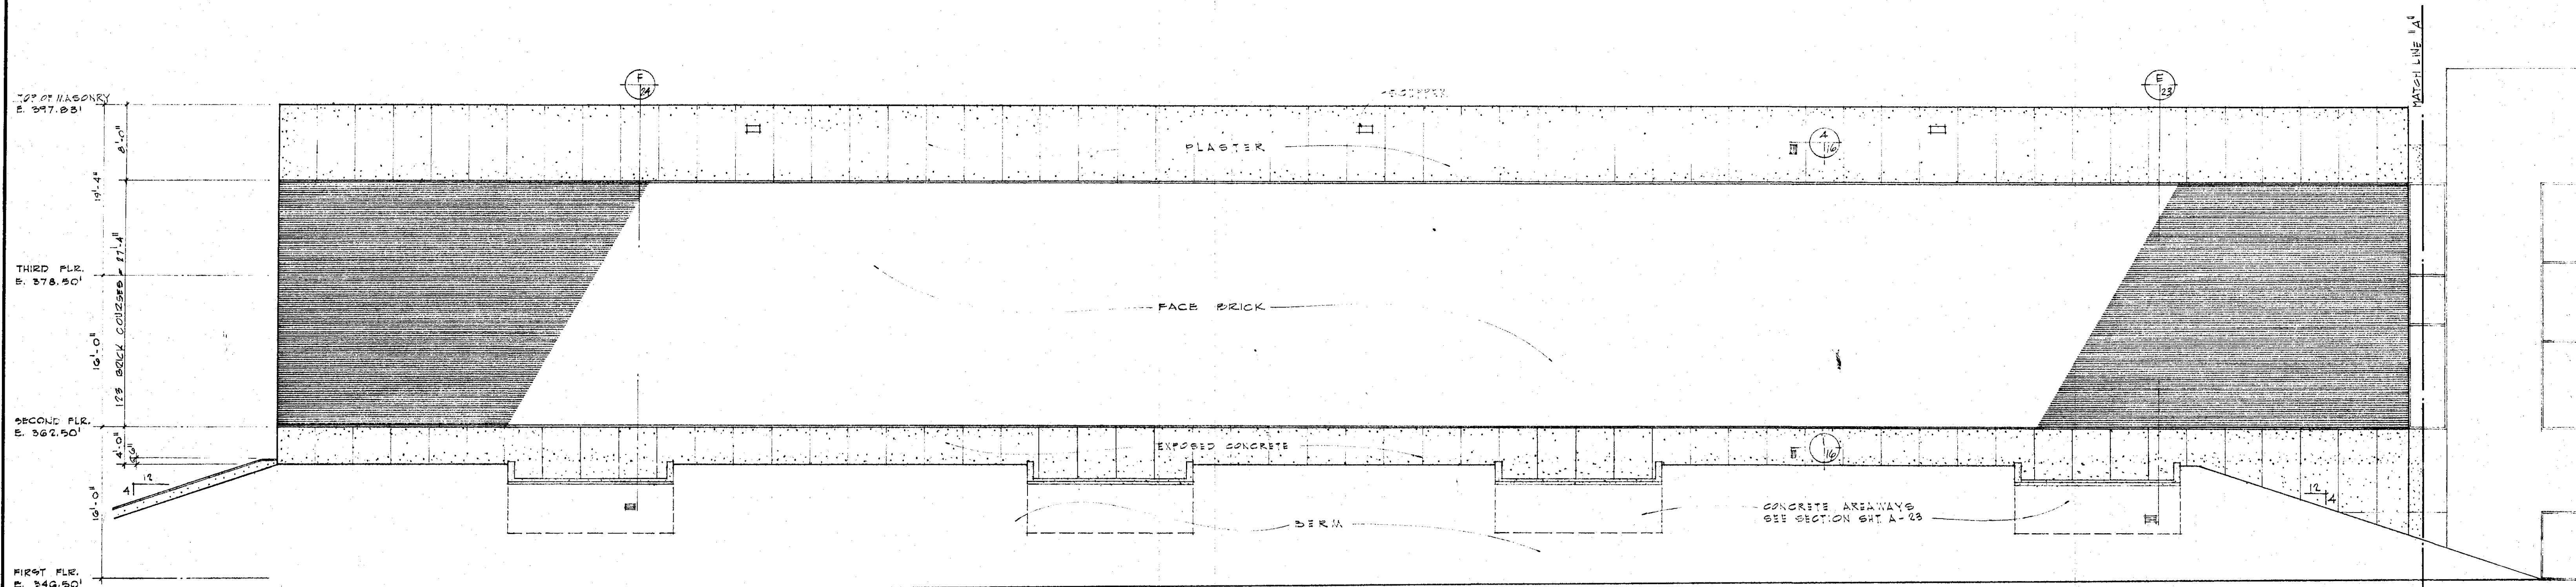 TOP OF MASONRY
E. 397.83'
8'-0"
19'-4"
THIRD FLR.
E. 378.50'
123 BRICK COURSES = 27'-4"
16'-0"
SECOND FLR.
E. 362.50'
4'-0"
12
4
16'-0"
FIRST FLR.
E. 346.50'
F
24
SCUPPER
PLASTER
A
16
E
23
MATCH LINE "A"
FACE BRICK
EXPOSED CONCRETE
1
16
BERM
CONCRETE AREAWAYS
SEE SECTION SHT. A-23
12
4